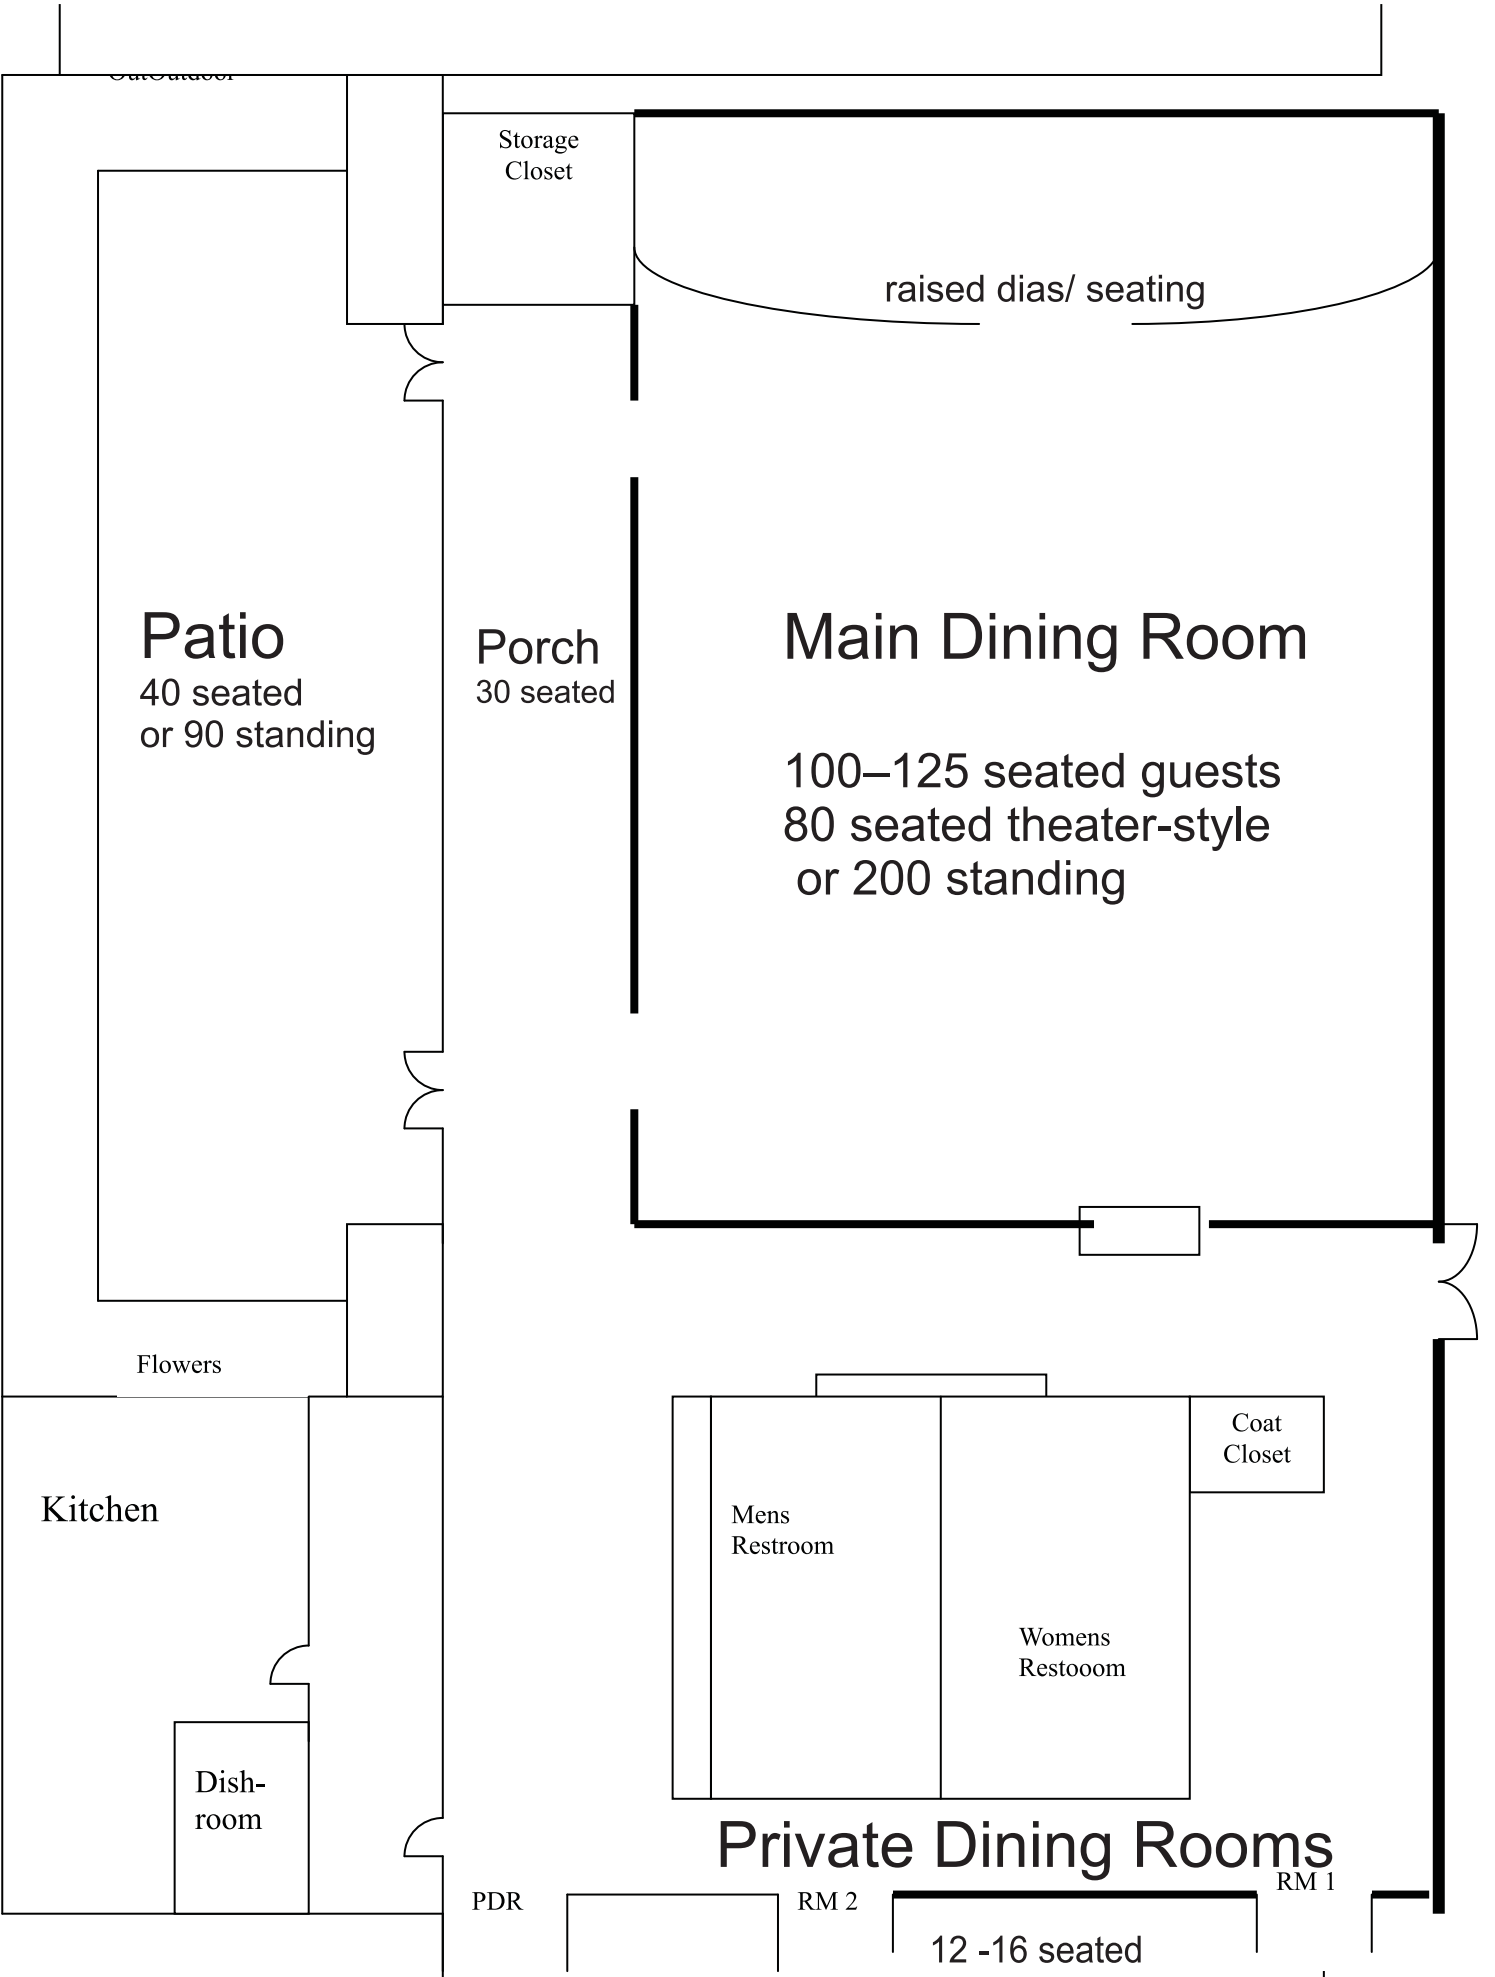 Storage
Closet
raised dias/ seating
Patio
40 seated
or 90 standing
Porch
30 seated
Main Dining Room
100–125 seated guests
80 seated theater-style
or 200 standing
Flowers
Kitchen
Coat
Closet
Mens
Restroom
Womens
Restooom
Dish-
room
Private Dining Rooms
RM 1
PDR
RM 2
12 -16 seated